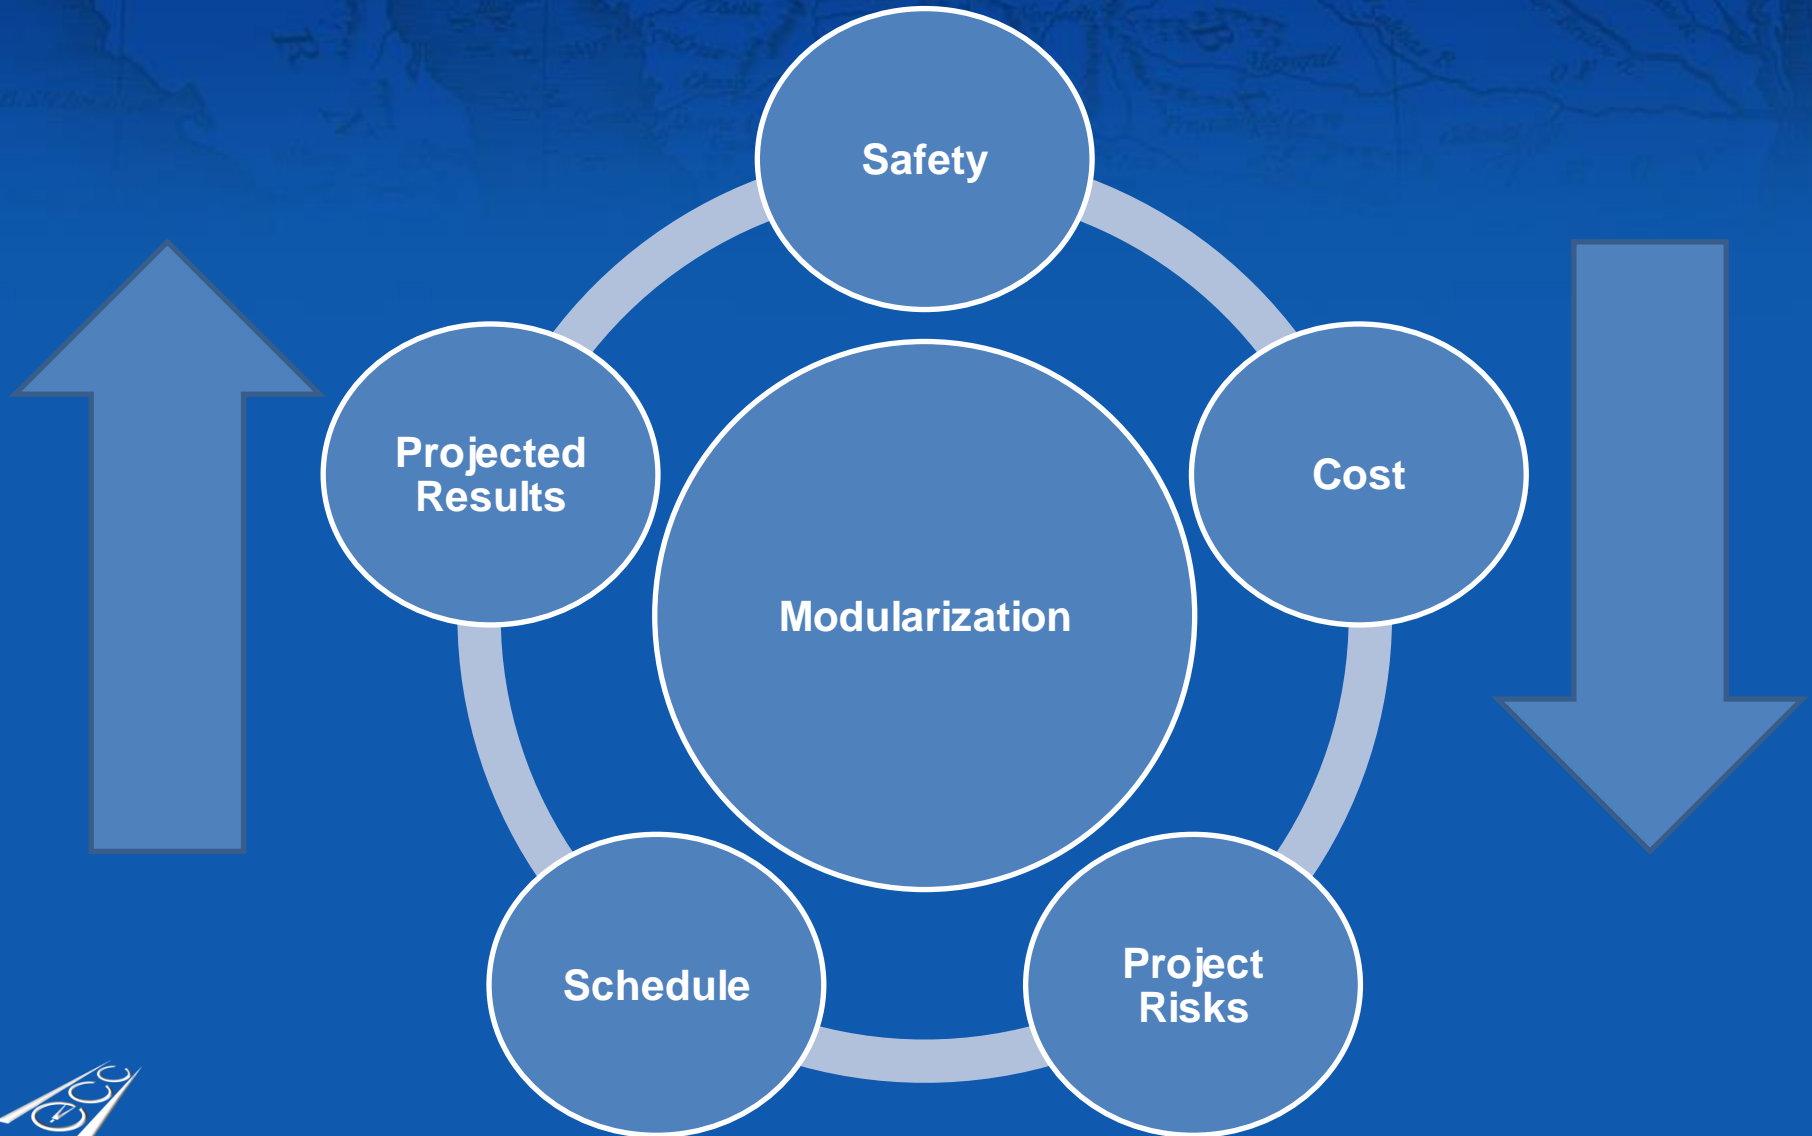 Safety
Projected
Results
Cost
Modularization
Schedule
Project
Risks